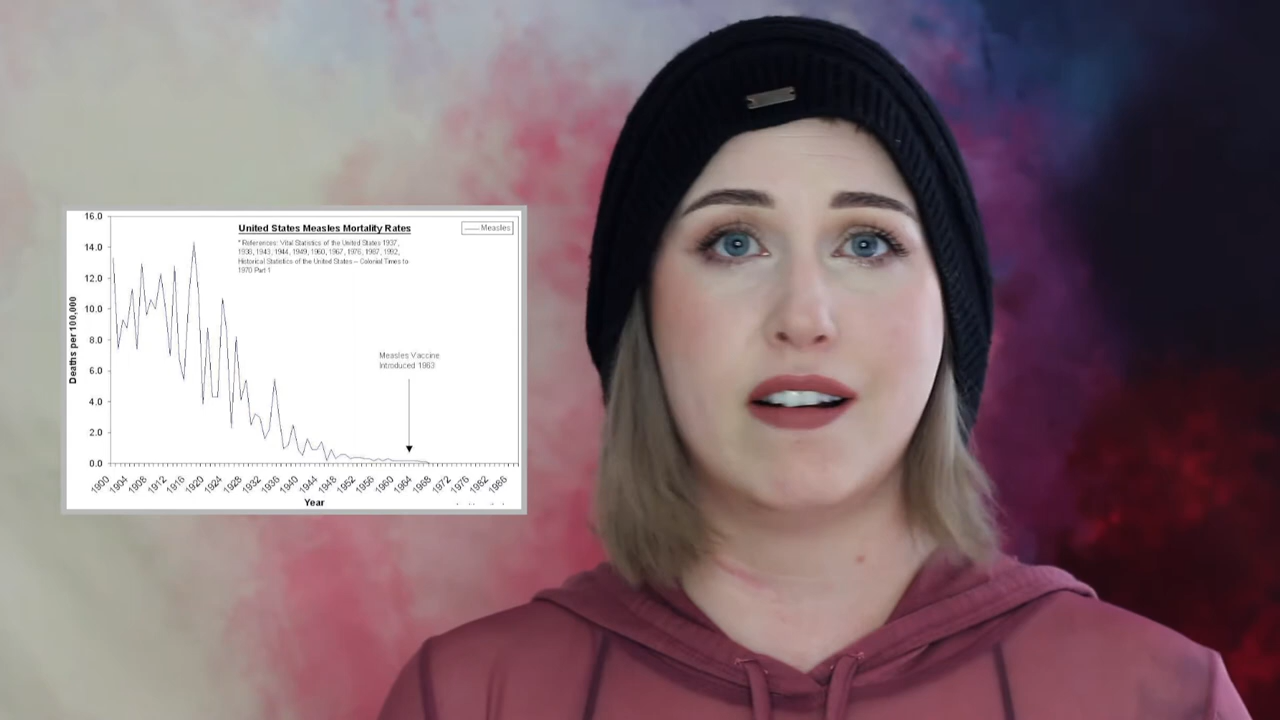 United States Measles Mortality Rates
Measles
* References: Vital Statistics of the United States 1937,
1938, 1943, 1944, 1949, 1960, 1967, 1976, 1987, 1992,
Historical Statistics of the United States – Colonial Times to
1970 Part 1
16.0
14.0
12.0
10.0
8.0
6.0
4.0
2.0
0.0
Deaths per 100,000
Measles Vaccine
Introduced 1963
1900 1904 1908 1912 1916 1920 1924 1928 1932 1936 1940 1944 1948 1952 1956 1960 1964 1968 1972 1976 1982 1986
Year